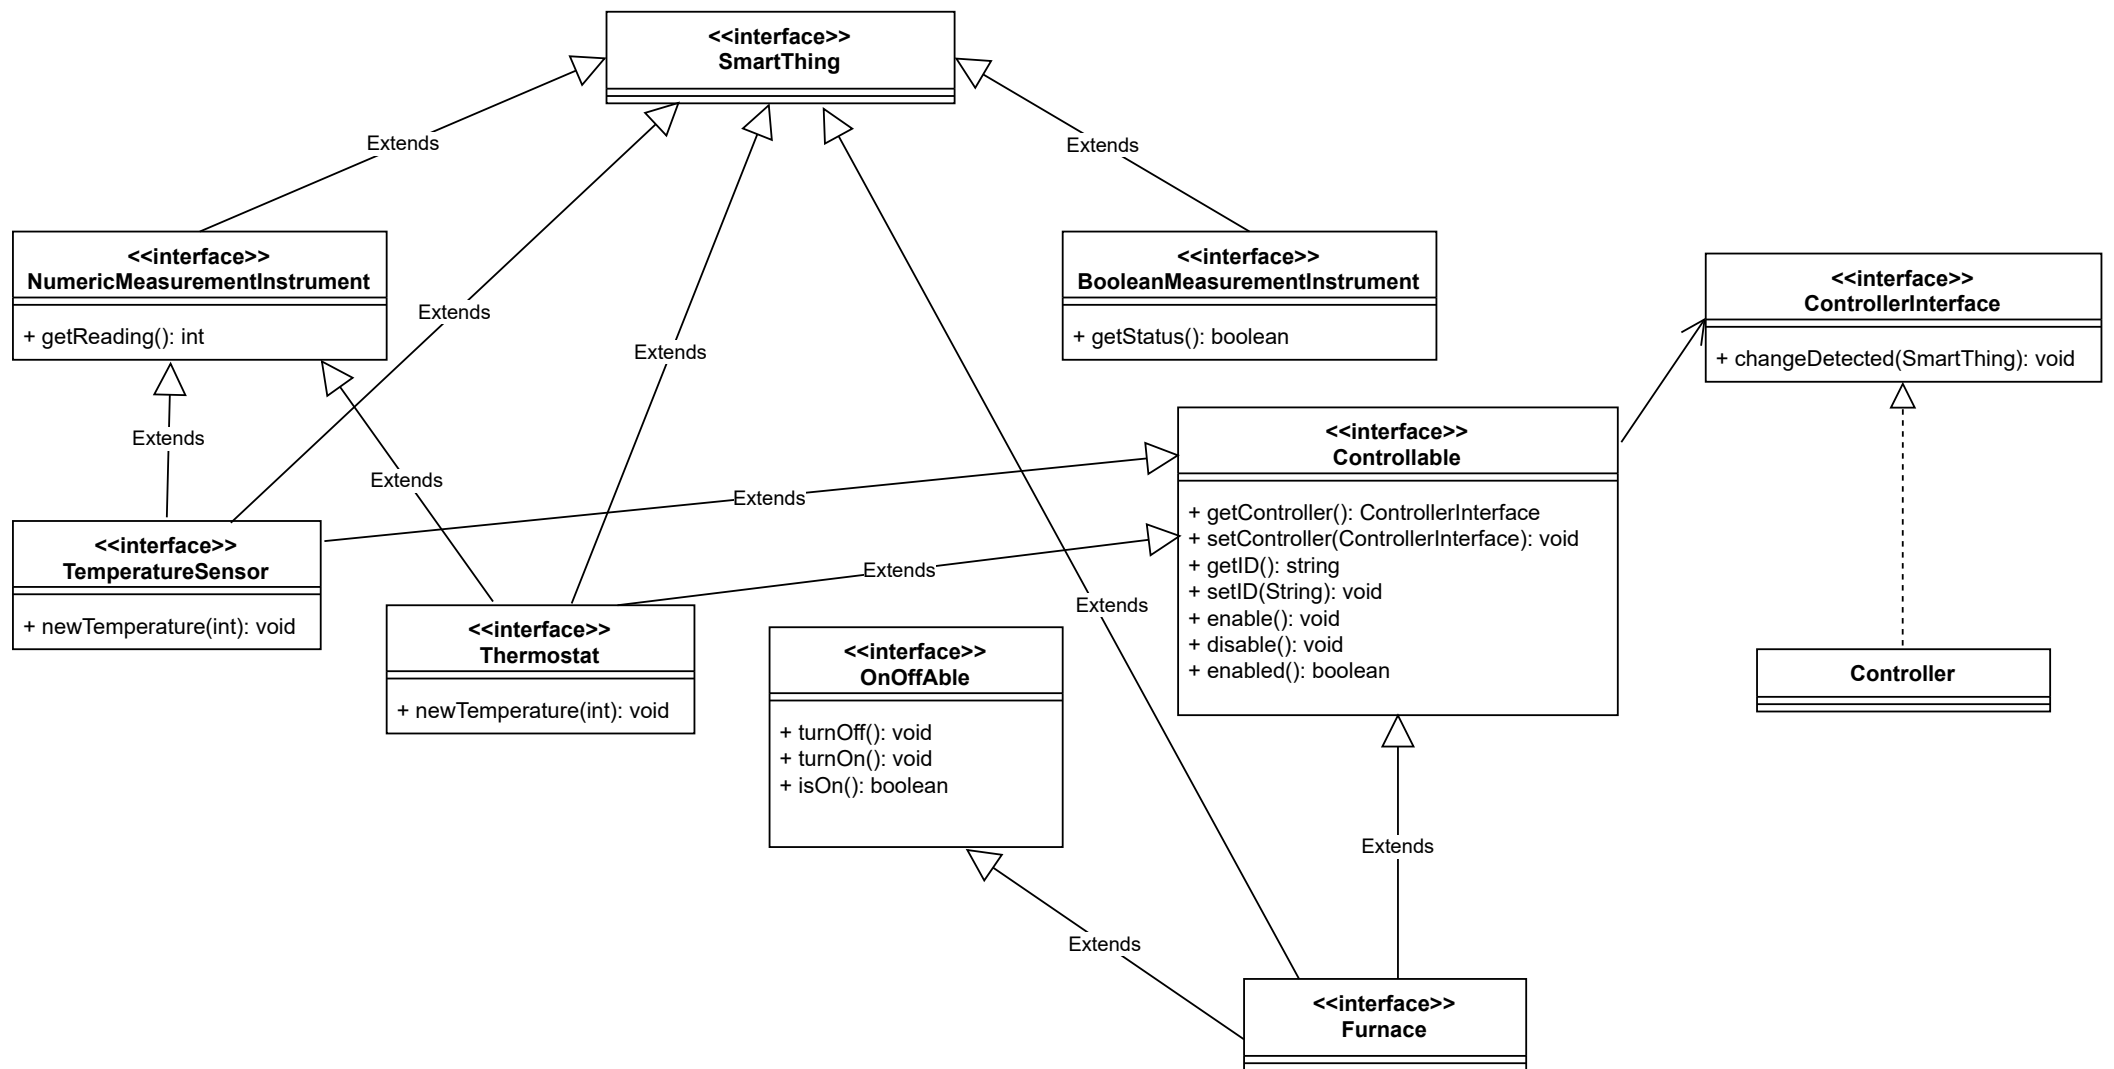 <<interface>>
SmartThing
Extends
Extends
<<interface>>
NumericMeasurementInstrument
+ getReading(): int
<<interface>>
BooleanMeasurementInstrument
+ getStatus(): boolean
<<interface>>
ControllerInterface
+ changeDetected(SmartThing): void
Extends
Extends
Extends
Extends
Extends
Extends
Extends
<<interface>>
Controllable
+ getController(): ControllerInterface
+ setController(ControllerInterface): void
+ getID(): string
+ setID(String): void
+ enable(): void
+ disable(): void
+ enabled(): boolean
<<interface>>
TemperatureSensor
+ newTemperature(int): void
<<interface>>
Thermostat
+ newTemperature(int): void
<<interface>>
OnOffAble
+ turnOff(): void
+ turnOn(): void
+ isOn(): boolean
Controller
Extends
Extends
<<interface>>
Furnace